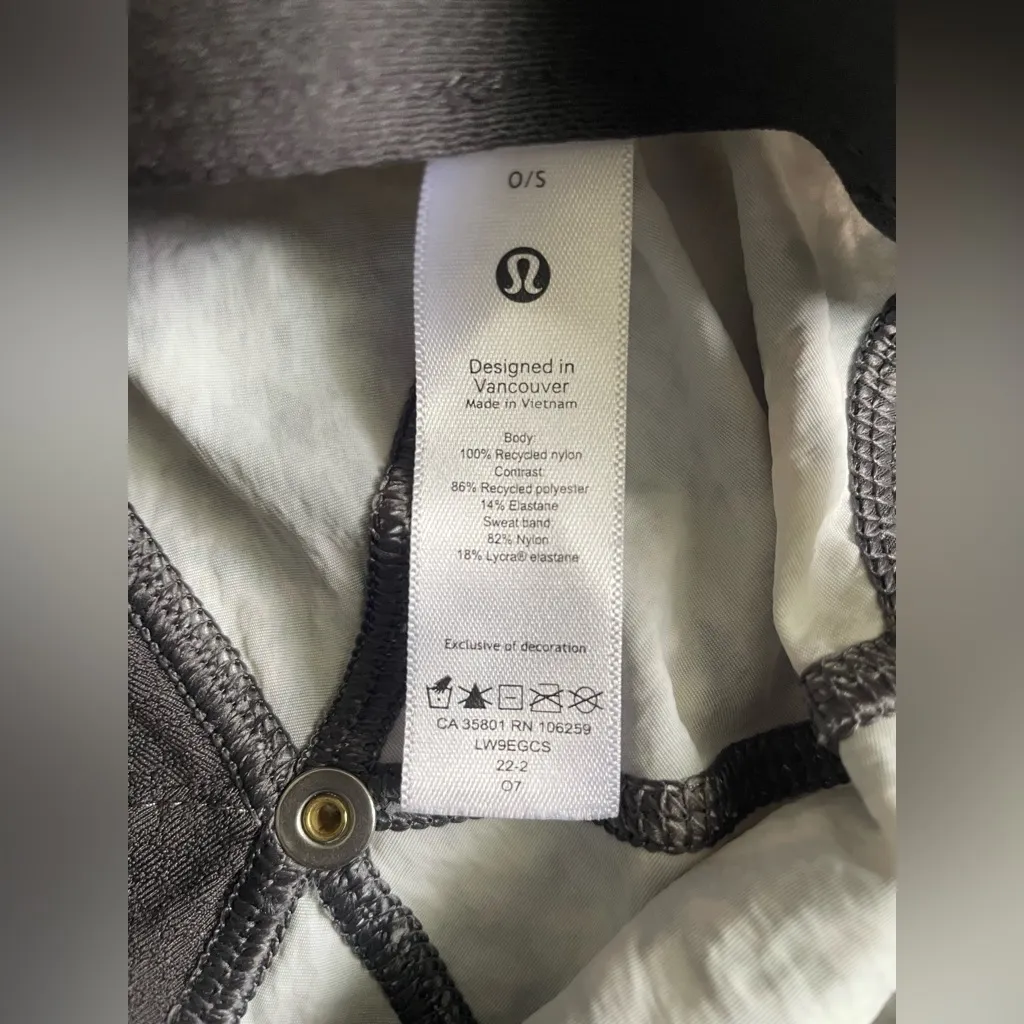 O/S
Designed in
Vancouver
Made in Vietnam
Body:
100% Recycled nylon
Contrast
86% Recycled polyester
14% Elastane
Sweat band
82% Nylon
18% Lycra® elastane
Exclusive of decoration
CA 35801 RN 106259
LW9EGCS
22-2
O7